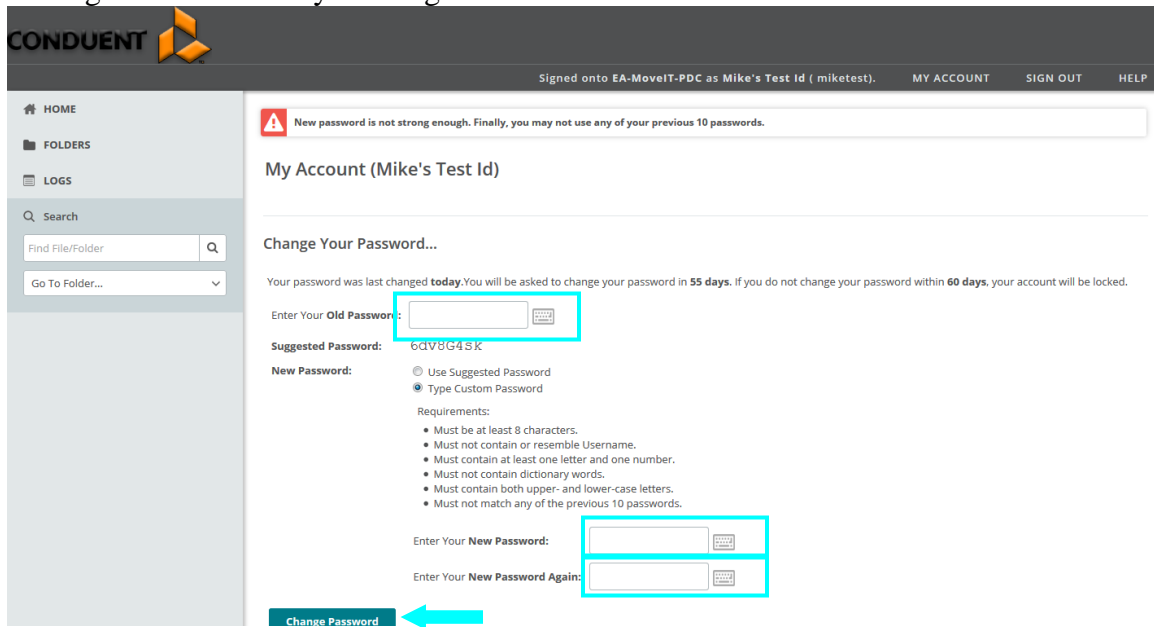 CONDUENT
Signed onto EA-MoveIT-PDC as Mike's Test Id ( miketest). MY ACCOUNT SIGN OUT HELP
HOME
FOLDERS
LOGS
Search
Find File/Folder
Go To Folder...
New password is not strong enough. Finally, you may not use any of your previous 10 passwords.
My Account (Mike's Test Id)
Change Your Password...
Your password was last changed today.You will be asked to change your password in 55 days. If you do not change your password within 60 days, your account will be locked.
Enter Your Old Password:
Suggested Password: 6dV8G4sk
New Password: Use Suggested Password
Type Custom Password
Requirements:
• Must be at least 8 characters.
• Must not contain or resemble Username.
• Must contain at least one letter and one number.
• Must not contain dictionary words.
• Must contain both upper- and lower-case letters.
• Must not match any of the previous 10 passwords.
Enter Your New Password:
Enter Your New Password Again:
Change Password